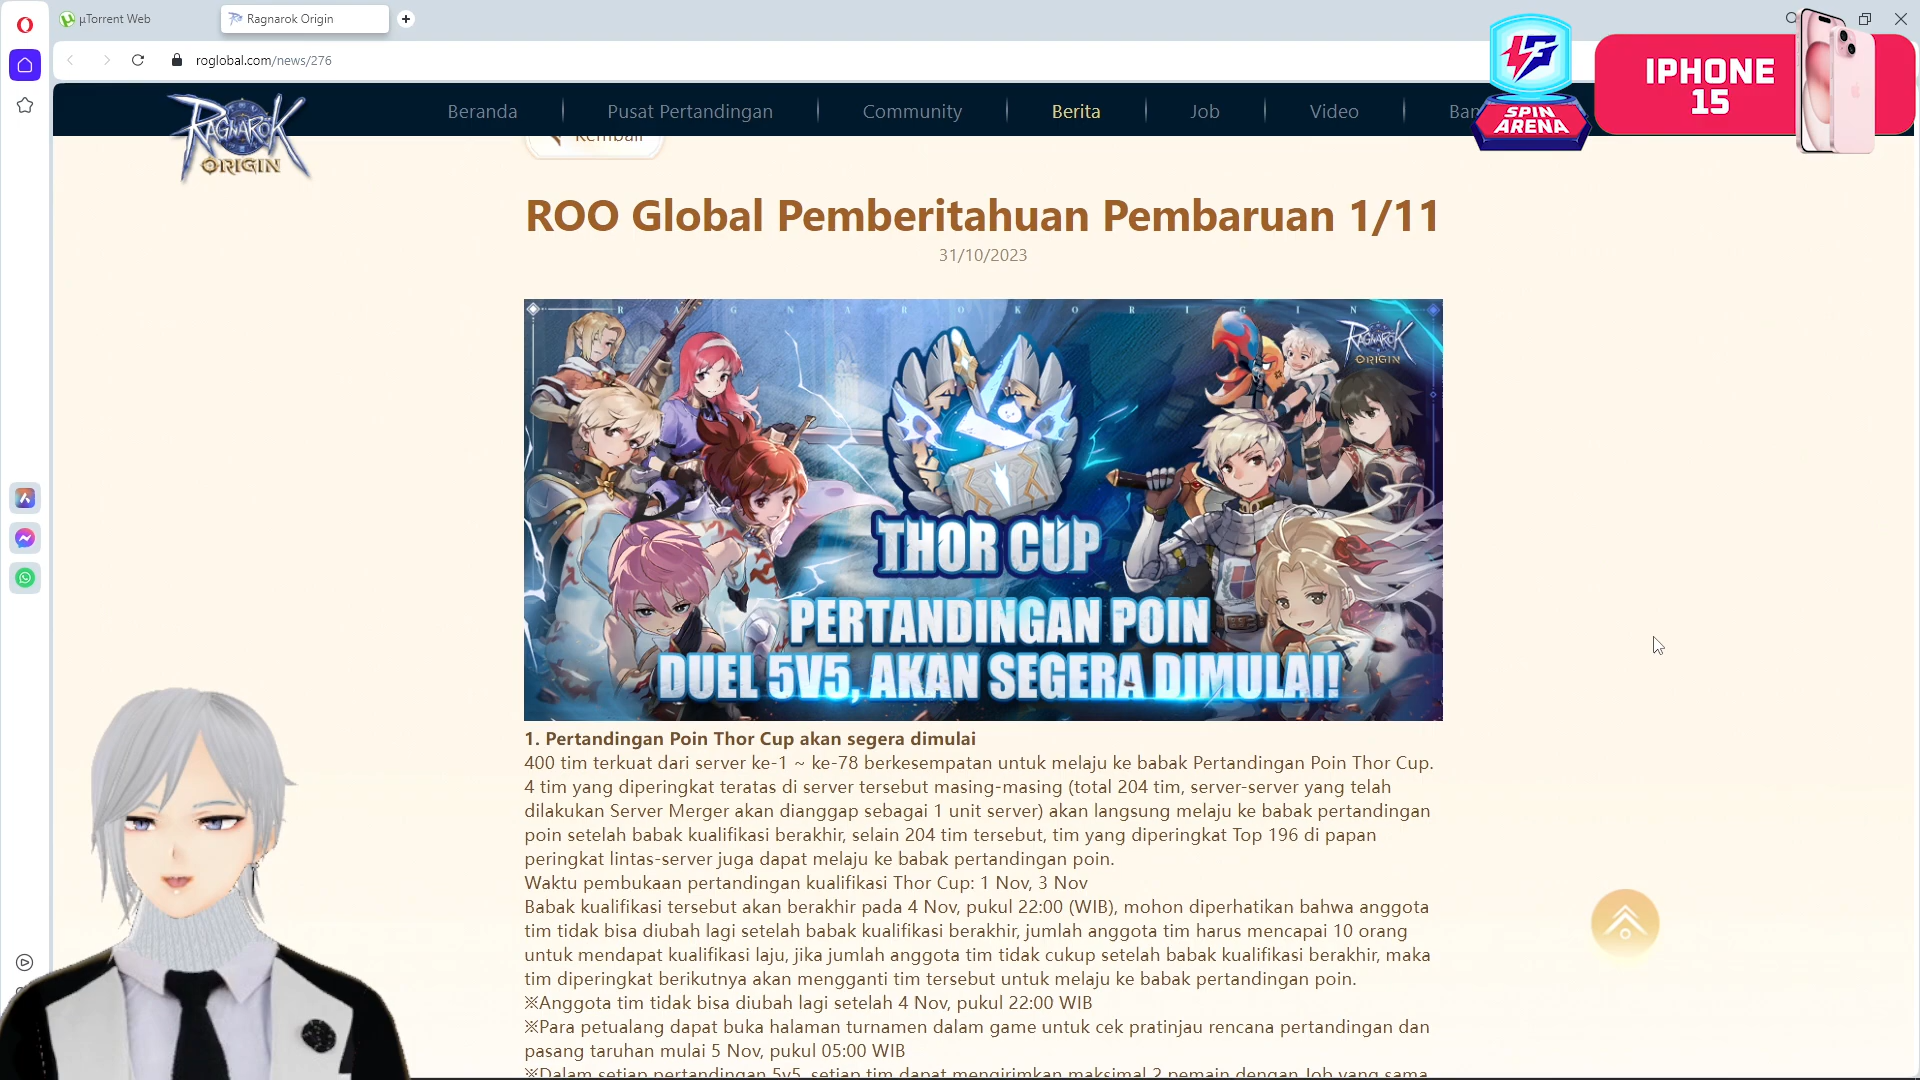 µTorrent Web
Ragnarok Origin
roglobal.com/news/276
SPIN
ARENA
IPHONE
15
RAGNAROK
ORIGIN
Beranda
Pusat Pertandingan
Community
Berita
Job
Video
Kembali
ROO Global Pemberitahuan Pembaruan 1/11
31/10/2023
R A G N A R O K O R I G I N
RAGNAROK
ORIGIN
THOR CUP
PERTANDINGAN POIN
DUEL 5V5, AKAN SEGERA DIMULAI!
1. Pertandingan Poin Thor Cup akan segera dimulai
400 tim terkuat dari server ke-1 ~ ke-78 berkesempatan untuk melaju ke babak Pertandingan Poin Thor Cup.
4 tim yang diperingkat teratas di server tersebut masing-masing (total 204 tim, server-server yang telah
dilakukan Server Merger akan dianggap sebagai 1 unit server) akan langsung melaju ke babak pertandingan
poin setelah babak kualifikasi berakhir, selain 204 tim tersebut, tim yang diperingkat Top 196 di papan
peringkat lintas-server juga dapat melaju ke babak pertandingan poin.
Waktu pembukaan pertandingan kualifikasi Thor Cup: 1 Nov, 3 Nov
Babak kualifikasi tersebut akan berakhir pada 4 Nov, pukul 22:00 (WIB), mohon diperhatikan bahwa anggota
tim tidak bisa diubah lagi setelah babak kualifikasi berakhir, jumlah anggota tim harus mencapai 10 orang
untuk mendapat kualifikasi laju, jika jumlah anggota tim tidak cukup setelah babak kualifikasi berakhir, maka
tim diperingkat berikutnya akan mengganti tim tersebut untuk melaju ke babak pertandingan poin.
※Anggota tim tidak bisa diubah lagi setelah 4 Nov, pukul 22:00 WIB
※Para petualang dapat buka halaman turnamen dalam game untuk cek pratinjau rencana pertandingan dan
pasang taruhan mulai 5 Nov, pukul 05:00 WIB
※Dalam setiap pertandingan 5v5, setiap tim dapat mengirimkan maksimal 2 pemain dengan Job yang sama